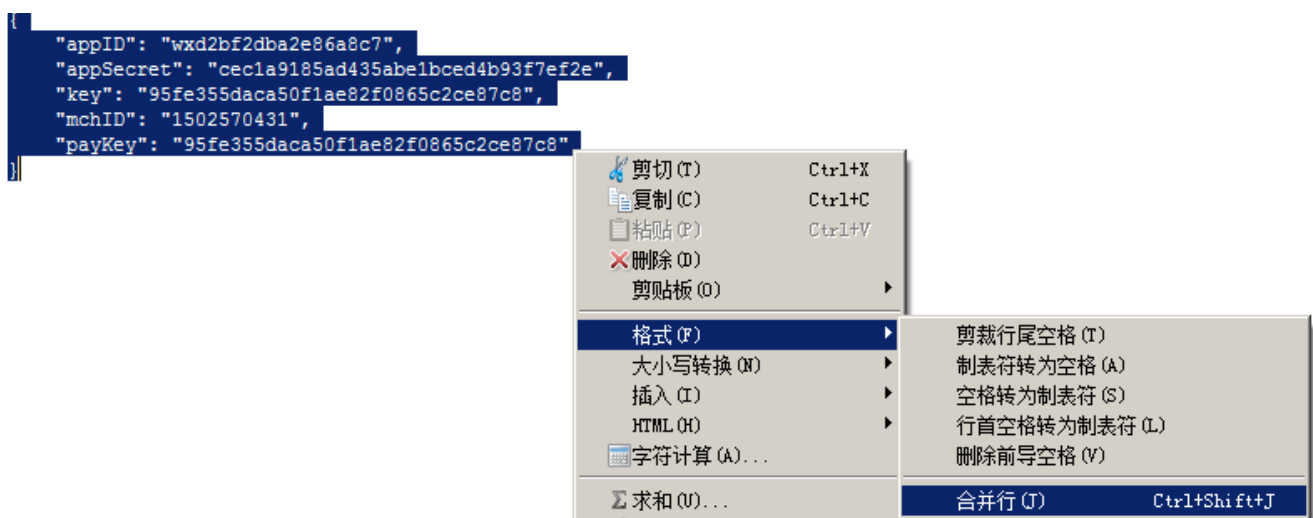 {
"appID": "wxd2bf2dba2e86a8c7",
"appSecret": "cec1a9185ad435abe1bced4b93f7ef2e",
"key": "95fe355daca50f1ae82f0865c2ce87c8",
"mchID": "1502570431",
"payKey": "95fe355daca50f1ae82f0865c2ce87c8"
}
剪切(T) Ctrl+X
复制(C) Ctrl+C
粘贴(P) Ctrl+V
删除(D)
剪贴板(O)
格式(F)
大小写转换(N)
插入(I)
HTML(H)
字符计算(A)...
Σ求和(U)...
剪裁行尾空格(T)
制表符转为空格(A)
空格转为制表符(S)
行首空格转为制表符(L)
删除前导空格(V)
合并行(J) Ctrl+Shift+J